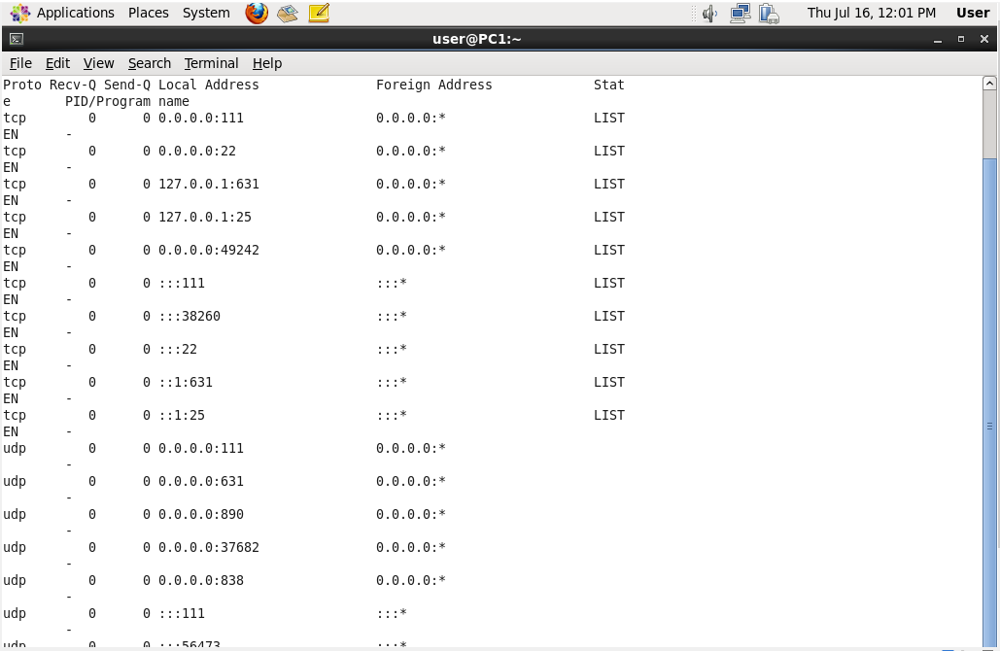 Applications Places System Thu Jul 16, 12:01 PM User
user@PC1:~
File Edit View Search Terminal Help
Proto Recv-Q Send-Q Local Address Foreign Address Stat
e PID/Program name
tcp 0 0 0.0.0.0:111 0.0.0.0:* LIST
EN -
tcp 0 0 0.0.0.0:22 0.0.0.0:* LIST
EN -
tcp 0 0 127.0.0.1:631 0.0.0.0:* LIST
EN -
tcp 0 0 127.0.0.1:25 0.0.0.0:* LIST
EN -
tcp 0 0 0.0.0.0:49242 0.0.0.0:* LIST
EN -
tcp 0 0 :::111 :::* LIST
EN -
tcp 0 0 :::38260 :::* LIST
EN -
tcp 0 0 :::22 :::* LIST
EN -
tcp 0 0 ::1:631 :::* LIST
EN -
tcp 0 0 ::1:25 :::* LIST
EN -
udp 0 0 0.0.0.0:111 0.0.0.0:*
-
udp 0 0 0.0.0.0:631 0.0.0.0:*
-
udp 0 0 0.0.0.0:890 0.0.0.0:*
-
udp 0 0 0.0.0.0:37682 0.0.0.0:*
-
udp 0 0 0.0.0.0:838 0.0.0.0:*
-
udp 0 0 :::111 :::*
-
udp 0 0 :::56473 :::*